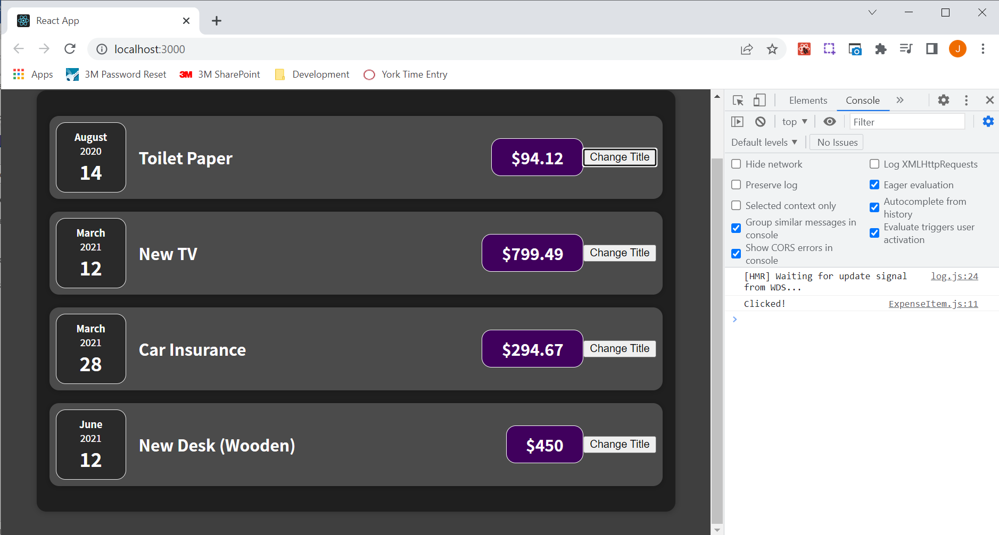 React App
localhost:3000
J
Apps
3M Password Reset
3M
3M SharePoint
Development
York Time Entry
August
2020
14
Toilet Paper
$94.12
Change Title
March
2021
12
New TV
$799.49
Change Title
March
2021
28
Car Insurance
$294.67
Change Title
June
2021
12
New Desk (Wooden)
$450
Change Title
Elements
Console
top
Filter
Default levels
No Issues
Hide network
Log XMLHttpRequests
Preserve log
Eager evaluation
Selected context only
Autocomplete from
history
Group similar messages in
console
Evaluate triggers user
activation
Show CORS errors in
console
[HMR] Waiting for update signal log.js:24
from WDS...
Clicked! ExpenseItem.js:11